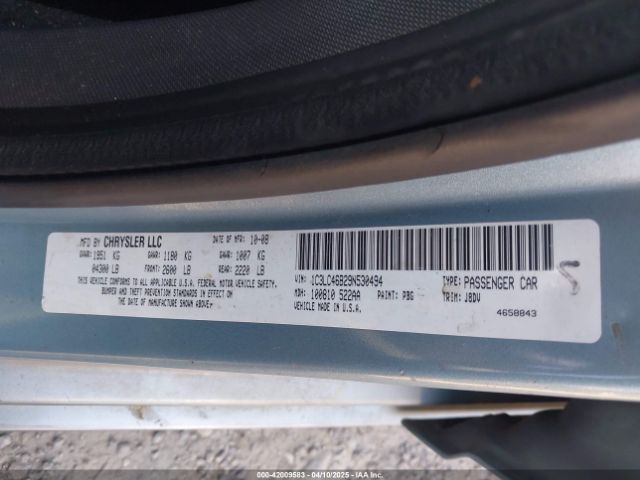 MFD BY CHRYSLER LLC DATE OF MFR 10-08
GVWR: 1951 KG GAWR: 1180 KG GAWR: 1007 KG
04300 LB FRONT: 2600 LB REAR: 2220 LB
THIS VEHICLE CONFORMS TO ALL APPLICABLE U.S.A. FEDERAL MOTOR VEHICLE SAFETY,
BUMPER AND THEFT PREVENTION STANDARDS IN EFFECT ON
THE DATE OF MANUFACTURE SHOWN ABOVE.
VIN: 1C3LC46B29N530494 TYPE: PASSENGER CAR
MDH: 100810 522AA PAINT: PBG TRIM: J8DV
VEHICLE MADE IN U.S.A. 4658843
000-42009583 - 04/10/2025 - IAAI.COM